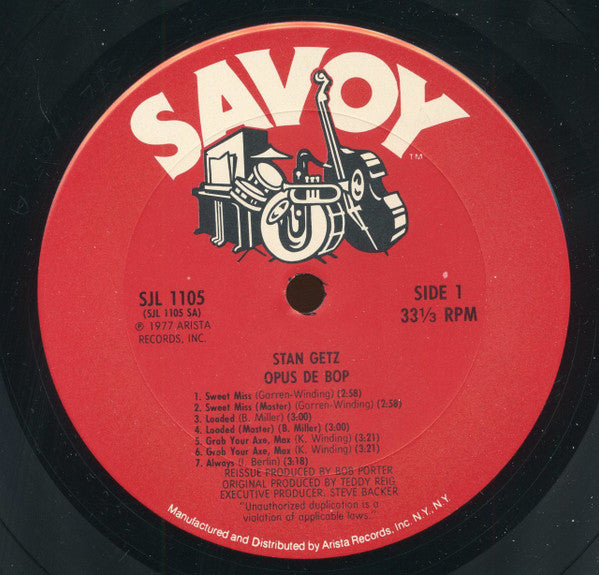 SAVOY
TM
SJL 1105
(SJL 1105 SA)
℗ 1977 ARISTA
RECORDS, INC.
SIDE 1
33⅓ RPM
STAN GETZ
OPUS DE BOP
1. Sweet Miss (Garren-Winding) (2:58)
2. Sweet Miss (Master) (Garren-Winding) (2:58)
3. Loaded (B. Miller) (3:00)
4. Loaded (Master) (B. Miller) (3:00)
5. Grab Your Axe, Max (K. Winding) (3:21)
6. Grab Your Axe, Max (K. Winding) (3:21)
7. Always (I. Berlin) (3:18)
REISSUE PRODUCED BY BOB PORTER
ORIGINAL PRODUCED BY TEDDY REIG
EXECUTIVE PRODUCER, STEVE BACKER
"Unauthorized duplication is a
violation of applicable laws."
Manufactured and Distributed by Arista Records, Inc. N.Y., N.Y.